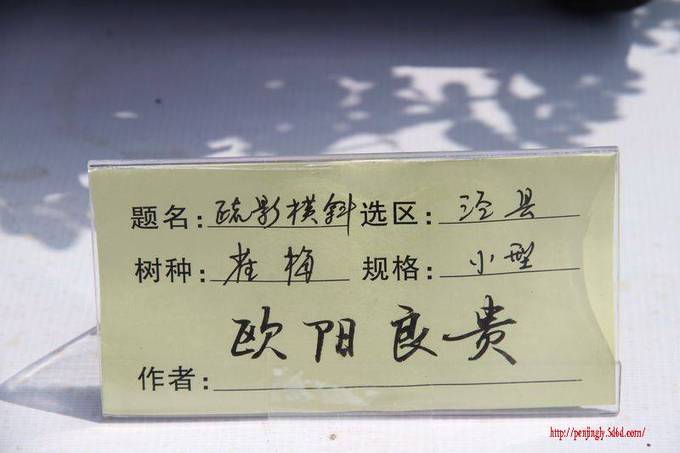 题名：疏影横斜 选区：泾县
树种：雀梅 规格：小型
欧阳良贵
作者：
http://penjingly.5d6d.com/